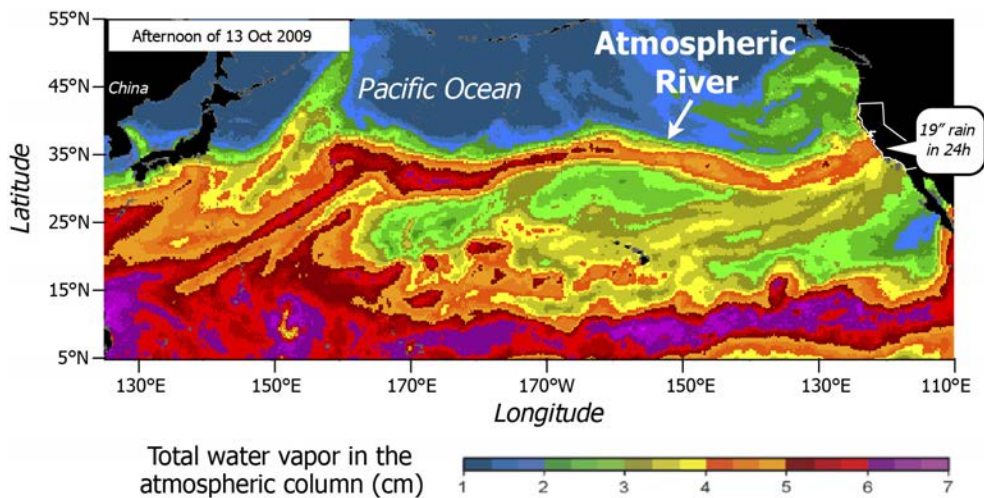 55°N
45°N
35°N
25°N
15°N
5°N
Latitude
Afternoon of 13 Oct 2009
China
Pacific Ocean
Atmospheric
River
19" rain
in 24h
130°E
150°E
170°E
170°W
150°E
130°E
110°E
Longitude
Total water vapor in the
atmospheric column (cm)
1 2 3 4 5 6 7